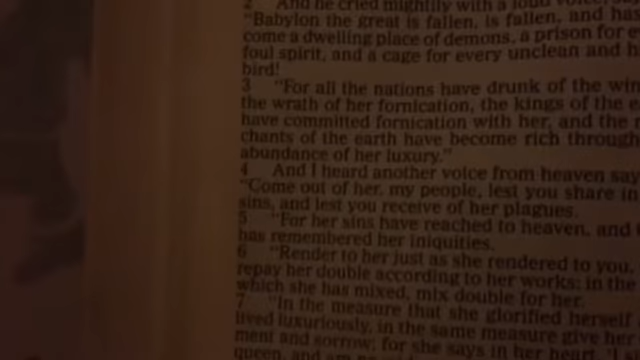 2 And he cried mightily with a loud voice, say
"Babylon the great is fallen, is fallen, and has
come a dwelling place of demons, a prison for e
foul spirit, and a cage for every unclean and h
bird!
3 "For all the nations have drunk of the win
the wrath of her fornication, the kings of the e
have committed fornication with her, and the
chants of the earth have become rich through
abundance of her luxury."
4 And I heard another voice from heaven say
"Come out of her, my people, lest you share in
sins, and lest you receive of her plagues.
5 "For her sins have reached to heaven, and
has remembered her iniquities.
6 "Render to her just as she rendered to you,
repay her double according to her works; in the
which she has mixed, mix double for her.
7 "In the measure that she glorified herself
lived luxuriously, in the same measure give her
ment and sorrow; for she says in her heart,
queen, and am